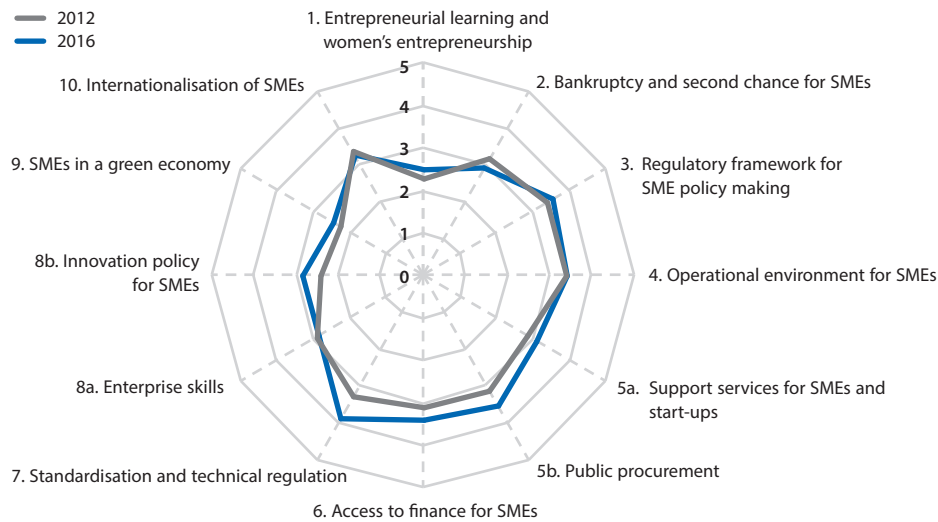 2012
2016
1. Entrepreneurial learning and
women’s entrepreneurship
2. Bankruptcy and second chance for SMEs
3. Regulatory framework for
SME policy making
4. Operational environment for SMEs
5a. Support services for SMEs and
start-ups
5b. Public procurement
6. Access to finance for SMEs
7. Standardisation and technical regulation
8a. Enterprise skills
8b. Innovation policy
for SMEs
9. SMEs in a green economy
10. Internationalisation of SMEs
5
4
3
2
1
0